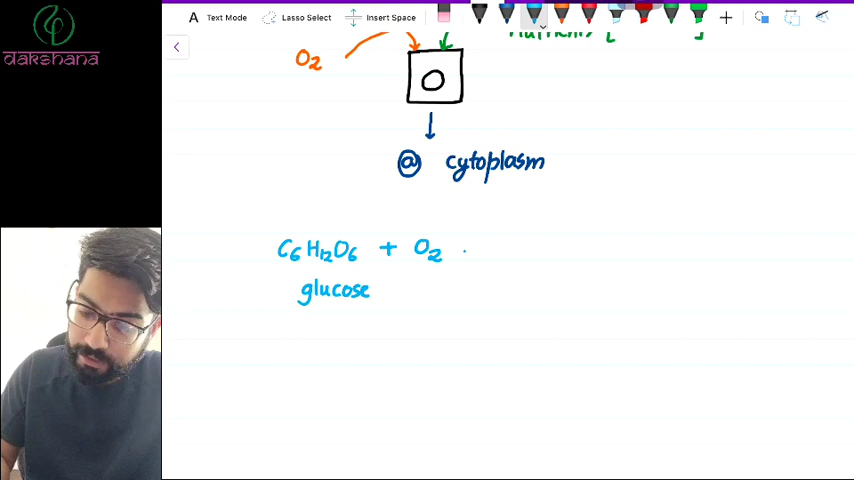 dakshana
A Text Mode Lasso Select Insert Space
O2
@ cytoplasm
C6H12O6 + O2
glucose